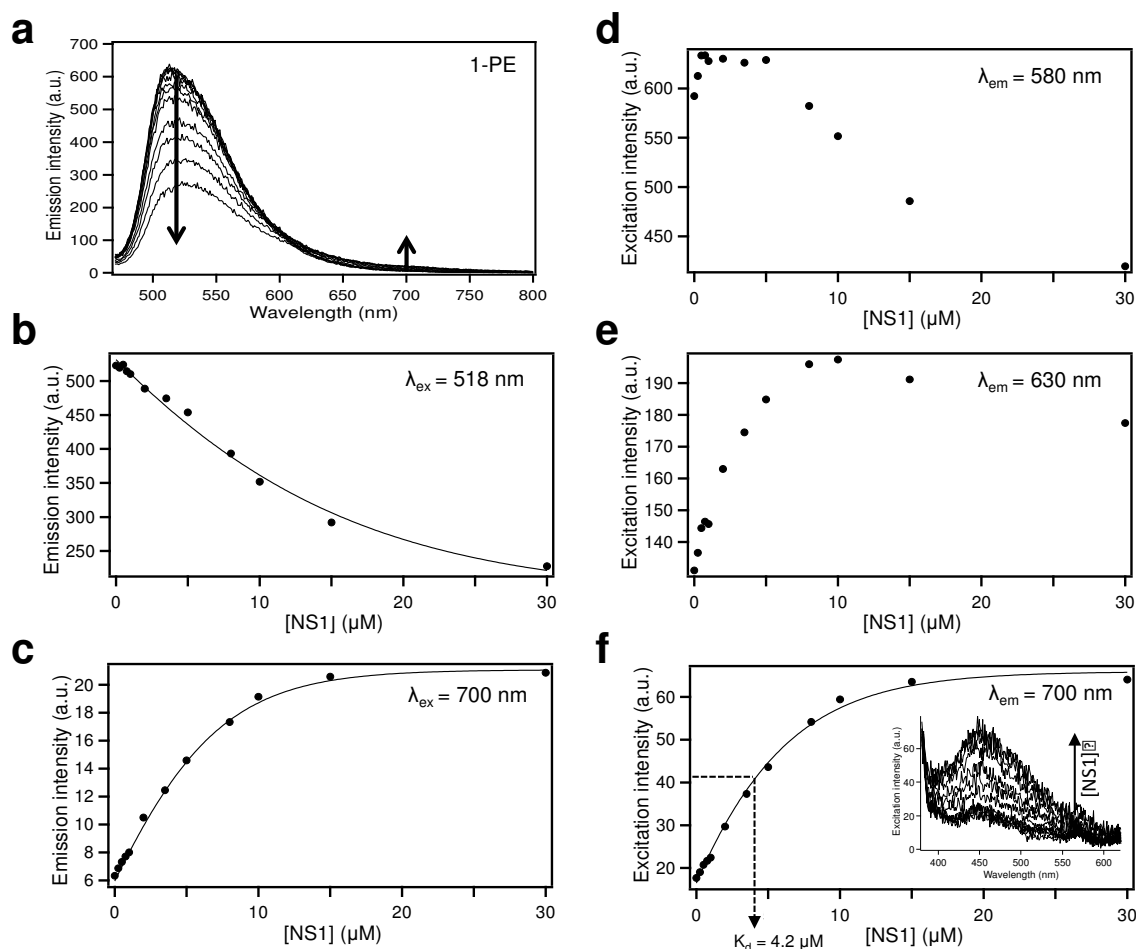 a
1-PE
Emission intensity (a.u.)
700
600
500
400
300
200
100
0
500 550 600 650 700 750 800
Wavelength (nm)
b
λex = 518 nm
Emission intensity (a.u.)
500
450
400
350
300
250
0 10 20 30
[NS1] (µM)
c
λex = 700 nm
Emission intensity (a.u.)
20
18
16
14
12
10
8
6
0 10 20 30
[NS1] (µM)
d
λem = 580 nm
Excitation intensity (a.u.)
600
550
500
450
0 10 20 30
[NS1] (µM)
e
λem = 630 nm
Excitation intensity (a.u.)
190
180
170
160
150
140
0 10 20 30
[NS1] (µM)
f
λem = 700 nm
Excitation intensity (a.u.)
60
50
40
30
20
0 10 20 30
[NS1] (µM)
Kd = 4.2 µM
Excitation intensity (a.u.)
60
40
20
0
400 450 500 550 600
Wavelength (nm)
[NS1]